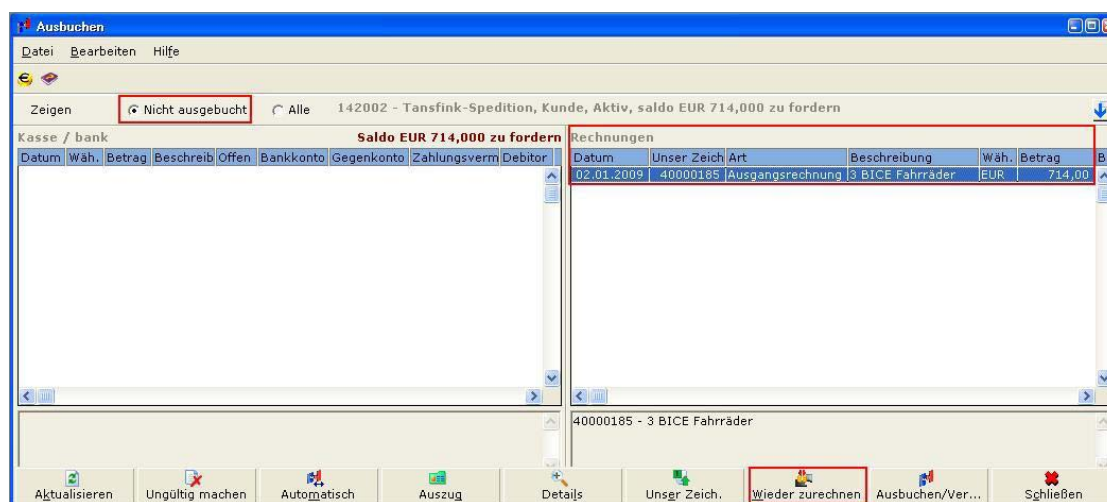 Ausbuchen
Datei Bearbeiten Hilfe
Zeigen Nicht ausgebucht Alle 142002 - Tansfink-Spedition, Kunde, Aktiv, saldo EUR 714,000 zu fordern
Kasse / bank Saldo EUR 714,000 zu fordern Rechnungen
Datum Wäh. Betrag Beschreib Offen Bankkonto Gegenkonto Zahlungsverm Debitor Datum Unser Zeich Art Beschreibung Wäh. Betrag B
02.01.2009 40000185 Ausgangsrechnung 3 BICE Fahrräder EUR 714,00
40000185 - 3 BICE Fahrräder
Aktualisieren Ungültig machen Automatisch Auszug Details Unser Zeich. Wieder zurechnen Ausbuchen/Ver... Schließen